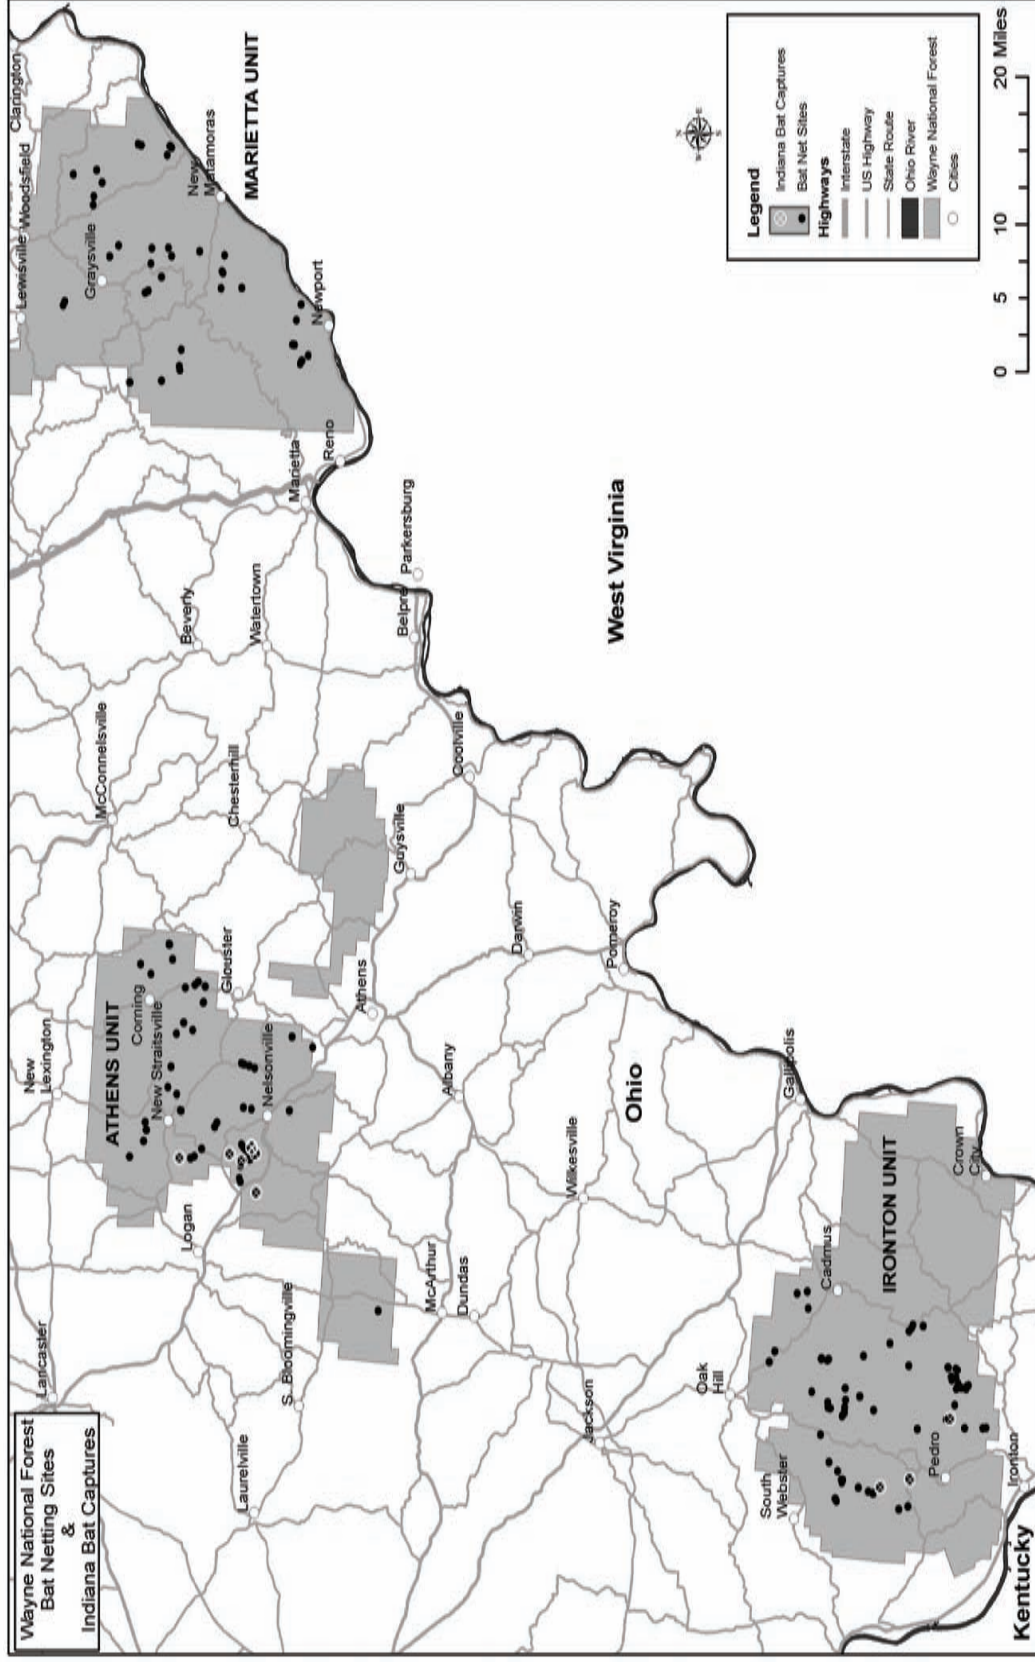 Wayne National Forest
Bat Netting Sites
&
Indiana Bat Captures
Lancaster
New
Lexington
Lewisville
Woodsfield
Clarington
ATHENS UNIT
Corning
New Straitsville
McConnelsville
Graysville
Logan
Glouster
Beverly
New
Matamoras
MARIETTA UNIT
Laurelville
S. Bloomingville
Nelsonville
Chesterhill
Watertown
Marietta
Reno
Newport
Athens
Guysville
Belpre
Parkersburg
McArthur
Dundas
Albany
Coolville
Darwin
Jackson
Wilkesville
Pomeroy
West Virginia
Ohio
Oak
Hill
Gallipolis
South
Webster
Cadmus
IRONTON UNIT
Pedro
Crown
City
Ironton
Kentucky
N
W
E
S
Legend
Indiana Bat Captures
Bat Net Sites
Highways
Interstate
US Highway
State Route
Ohio River
Wayne National Forest
Cities
0 5 10 20 Miles